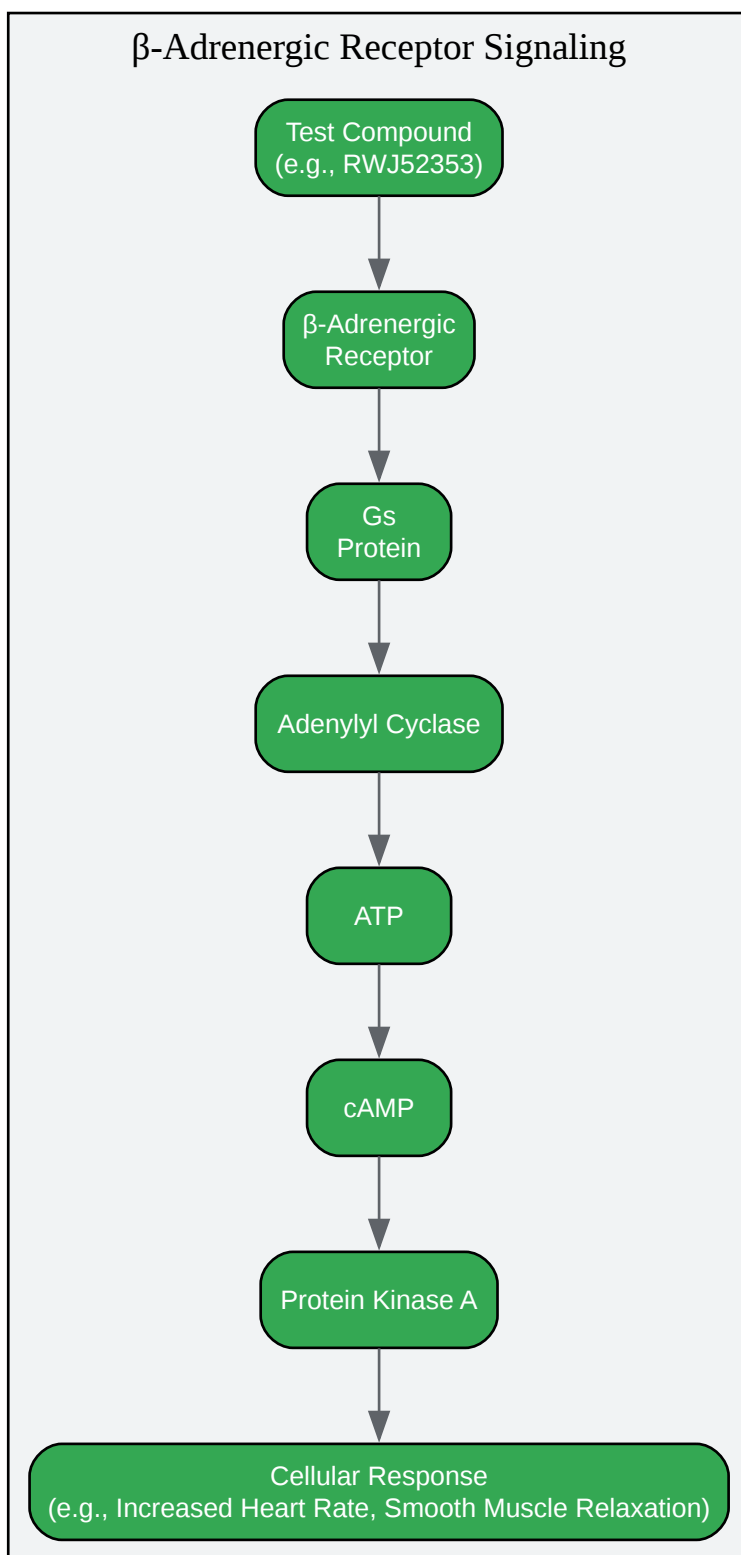 β-Adrenergic Receptor Signaling
Test Compound
(e.g., RWJ52353)
β-Adrenergic
Receptor
Gs
Protein
Adenylyl Cyclase
ATP
cAMP
Protein Kinase A
Cellular Response
(e.g., Increased Heart Rate, Smooth Muscle Relaxation)